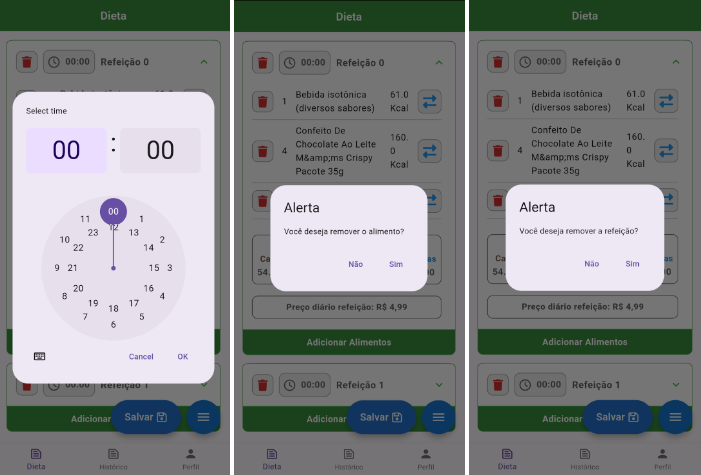 Dieta
00:00
Refeição 0
Select time
00
:
00
00
11
1
23
12
13
10
2
22
14
9
21
15
3
20
16
8
4
19
17
18
7
5
6
Cancel
OK
00:00
Refeição 1
Adicionar
Salvar
Dieta
Histórico
Perfil
Dieta
00:00
Refeição 0
1
Bebida isotônica
(diversos sabores)
61.0
Kcal
4
Confeito De
Chocolate Ao Leite
M&amp;ms Crispy
Pacote 35g
160.
0
Kcal
Alerta
Você deseja remover o alimento?
Não
Sim
Preço diário refeição: R$ 4,99
Adicionar Alimentos
00:00
Refeição 1
Adicionar
Salvar
Dieta
Histórico
Perfil
Dieta
00:00
Refeição 0
1
Bebida isotônica
(diversos sabores)
61.0
Kcal
4
Confeito De
Chocolate Ao Leite
M&amp;ms Crispy
Pacote 35g
160.
0
Kcal
Alerta
Você deseja remover a refeição?
Não
Sim
Preço diário refeição: R$ 4,99
Adicionar Alimentos
00:00
Refeição 1
Adicionar
Salvar
Dieta
Histórico
Perfil